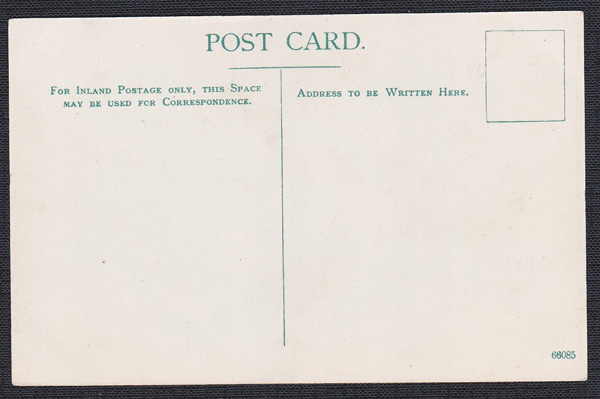 POST CARD.
For Inland Postage only, this Space
may be used for Correspondence.
Address to be Written Here.
66085